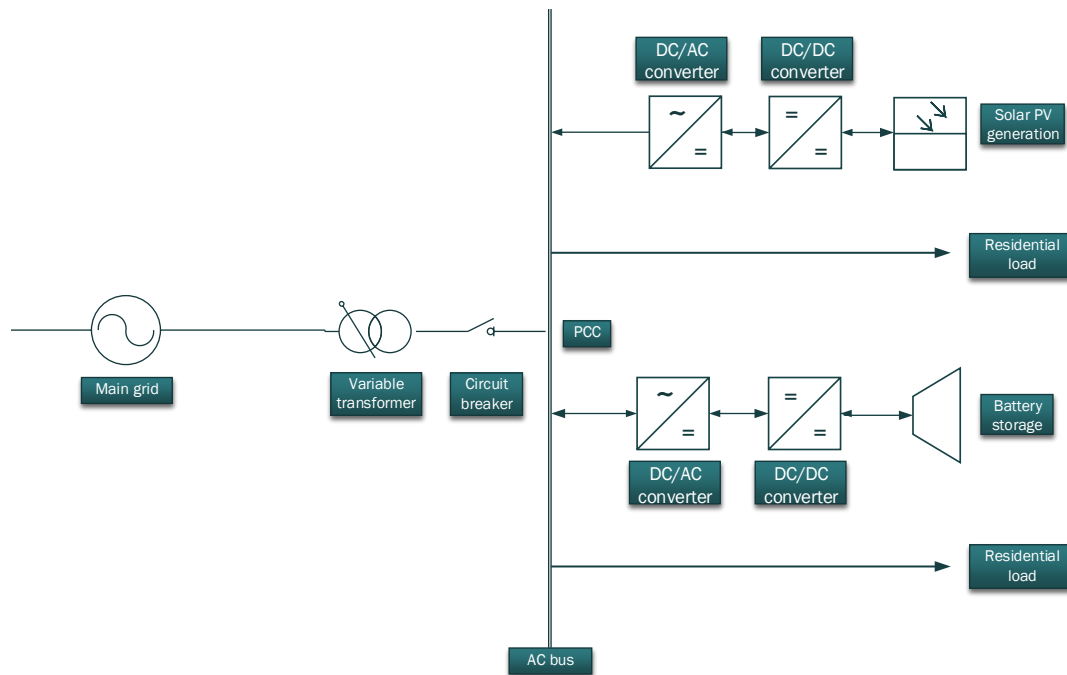 DC/AC
converter
DC/DC
converter
Solar PV
generation
Residential
load
PCC
Main grid
Variable
transformer
Circuit
breaker
Battery
storage
DC/AC
converter
DC/DC
converter
Residential
load
AC bus